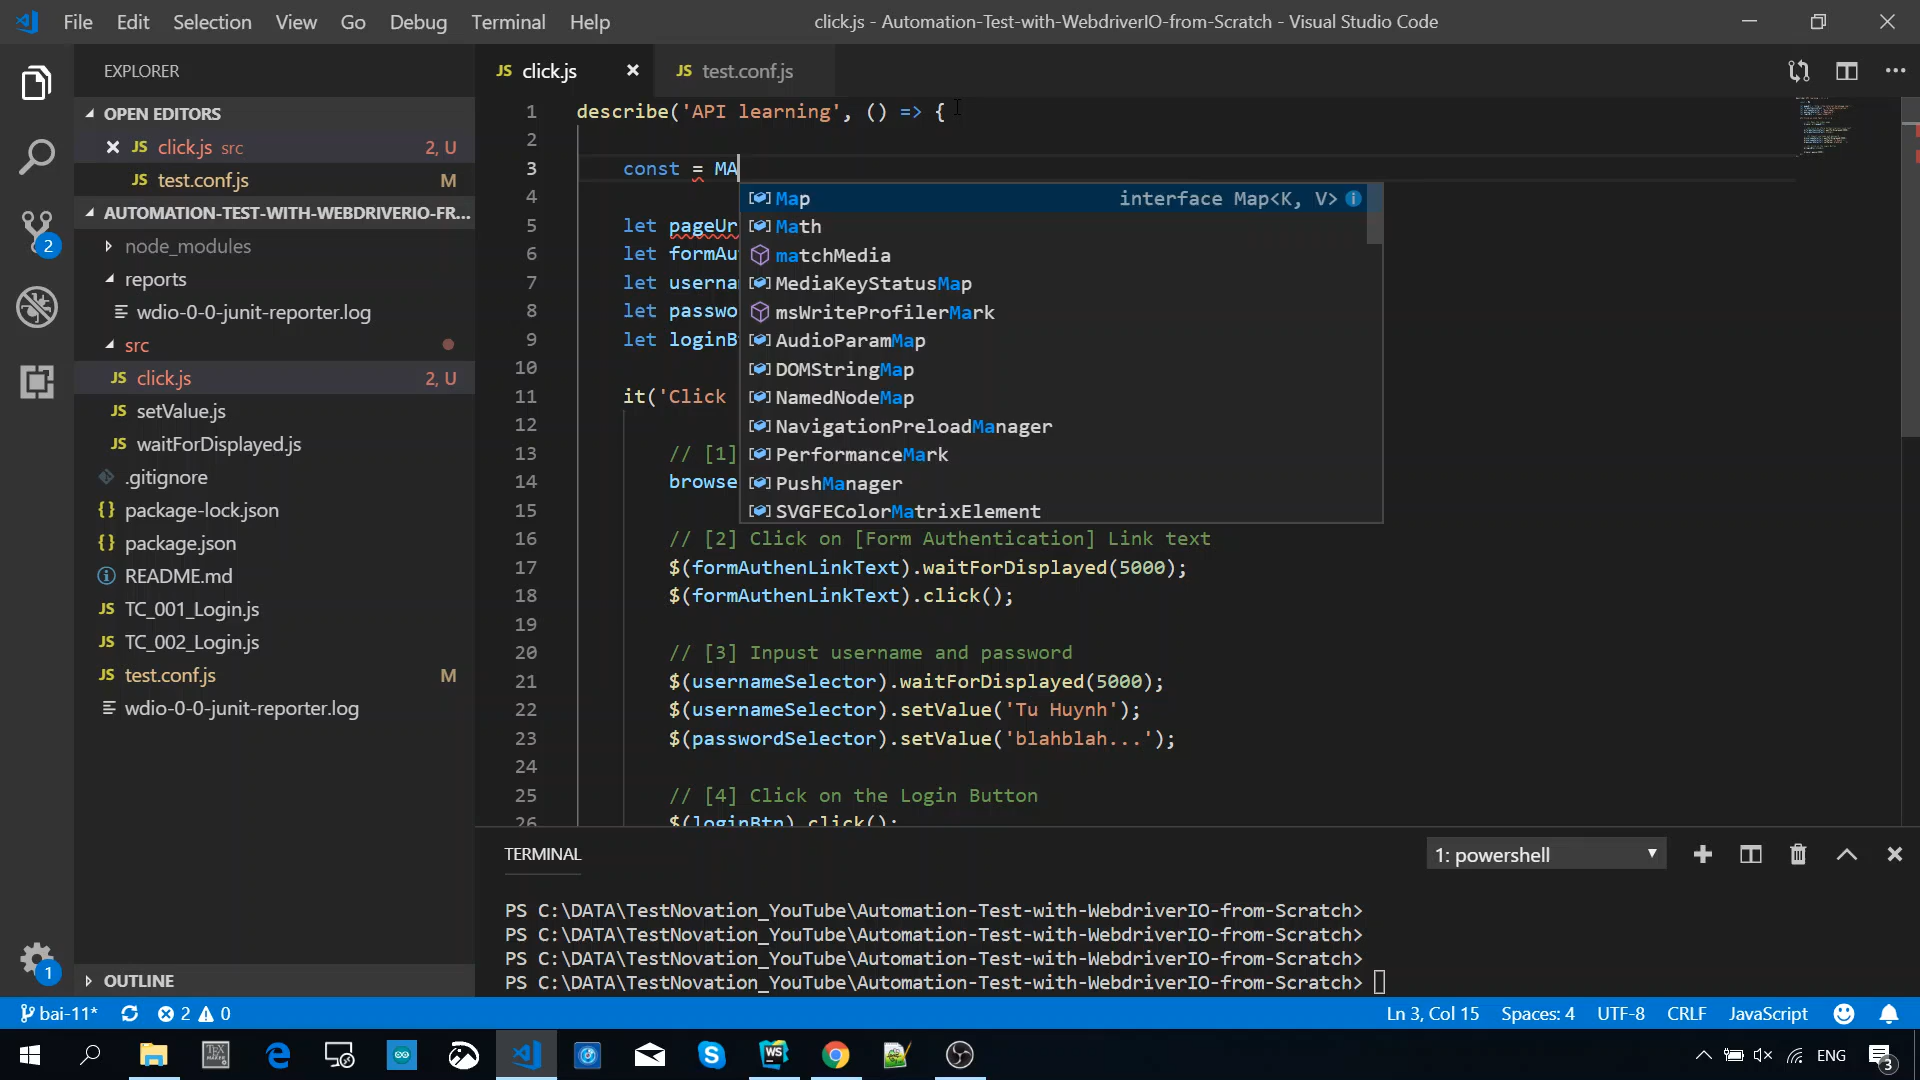 File Edit Selection View Go Debug Terminal Help
click.js - Automation-Test-with-WebdriverIO-from-Scratch - Visual Studio Code
EXPLORER
OPEN EDITORS
JS click.js src 2, U
JS test.conf.js M
AUTOMATION-TEST-WITH-WEBDRIVERIO-FR...
node_modules
reports
wdio-0-0-junit-reporter.log
src
JS click.js 2, U
JS setValue.js
JS waitForDisplayed.js
.gitignore
{} package-lock.json
{} package.json
README.md
JS TC_001_Login.js
JS TC_002_Login.js
JS test.conf.js M
wdio-0-0-junit-reporter.log
OUTLINE
2
1
JS click.js
JS test.conf.js
1 describe('API learning', () => {
2
3 const = MA
4
5 let pageUr
6 let formAu
7 let userna
8 let passwo
9 let loginB
10
11 it('Click
12
13 // [1]
14 browse
15
16 // [2] Click on [Form Authentication] Link text
17 $(formAuthenLinkText).waitForDisplayed(5000);
18 $(formAuthenLinkText).click();
19
20 // [3] Inpust username and password
21 $(usernameSelector).waitForDisplayed(5000);
22 $(usernameSelector).setValue('Tu Huynh');
23 $(passwordSelector).setValue('blahblah...');
24
25 // [4] Click on the Login Button
26 $(loginBtn).click();
Map interface Map<K, V>
Math
matchMedia
MediaKeyStatusMap
msWriteProfilerMark
AudioParamMap
DOMStringMap
NamedNodeMap
NavigationPreloadManager
PerformanceMark
PushManager
SVGFEColorMatrixElement
TERMINAL
1: powershell
PS C:\DATA\TestNovation_YouTube\Automation-Test-with-WebdriverIO-from-Scratch>
PS C:\DATA\TestNovation_YouTube\Automation-Test-with-WebdriverIO-from-Scratch>
PS C:\DATA\TestNovation_YouTube\Automation-Test-with-WebdriverIO-from-Scratch>
PS C:\DATA\TestNovation_YouTube\Automation-Test-with-WebdriverIO-from-Scratch>
bai-11* 2 0
Ln 3, Col 15 Spaces: 4 UTF-8 CRLF JavaScript
WS
ENG
3